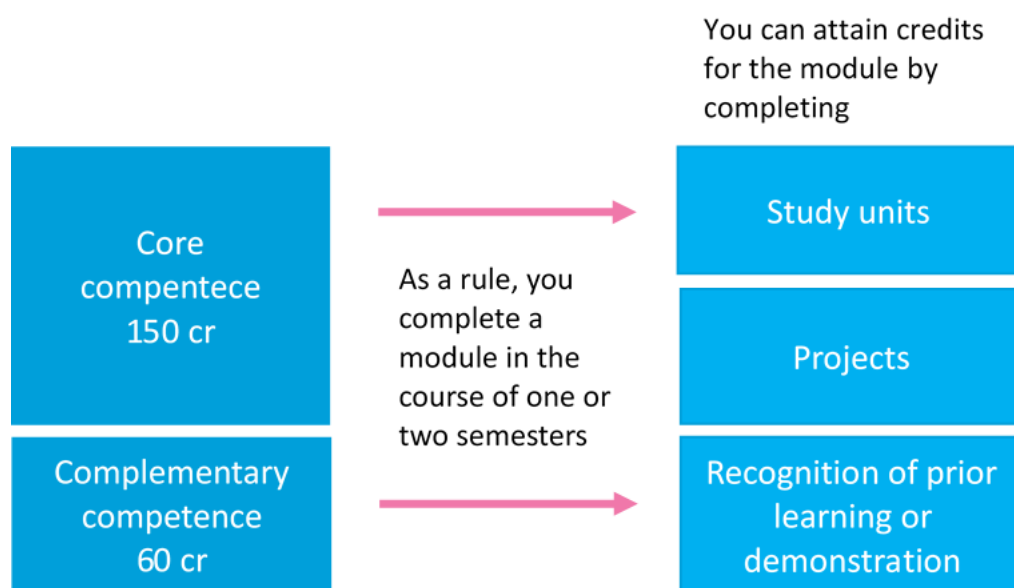 You can attain credits
for the module by
completing
Core
compentece
150 cr
As a rule, you
complete a
module in the
course of one or
two semesters
Study units
Projects
Complementary
competence
60 cr
Recognition of prior
learning or
demonstration